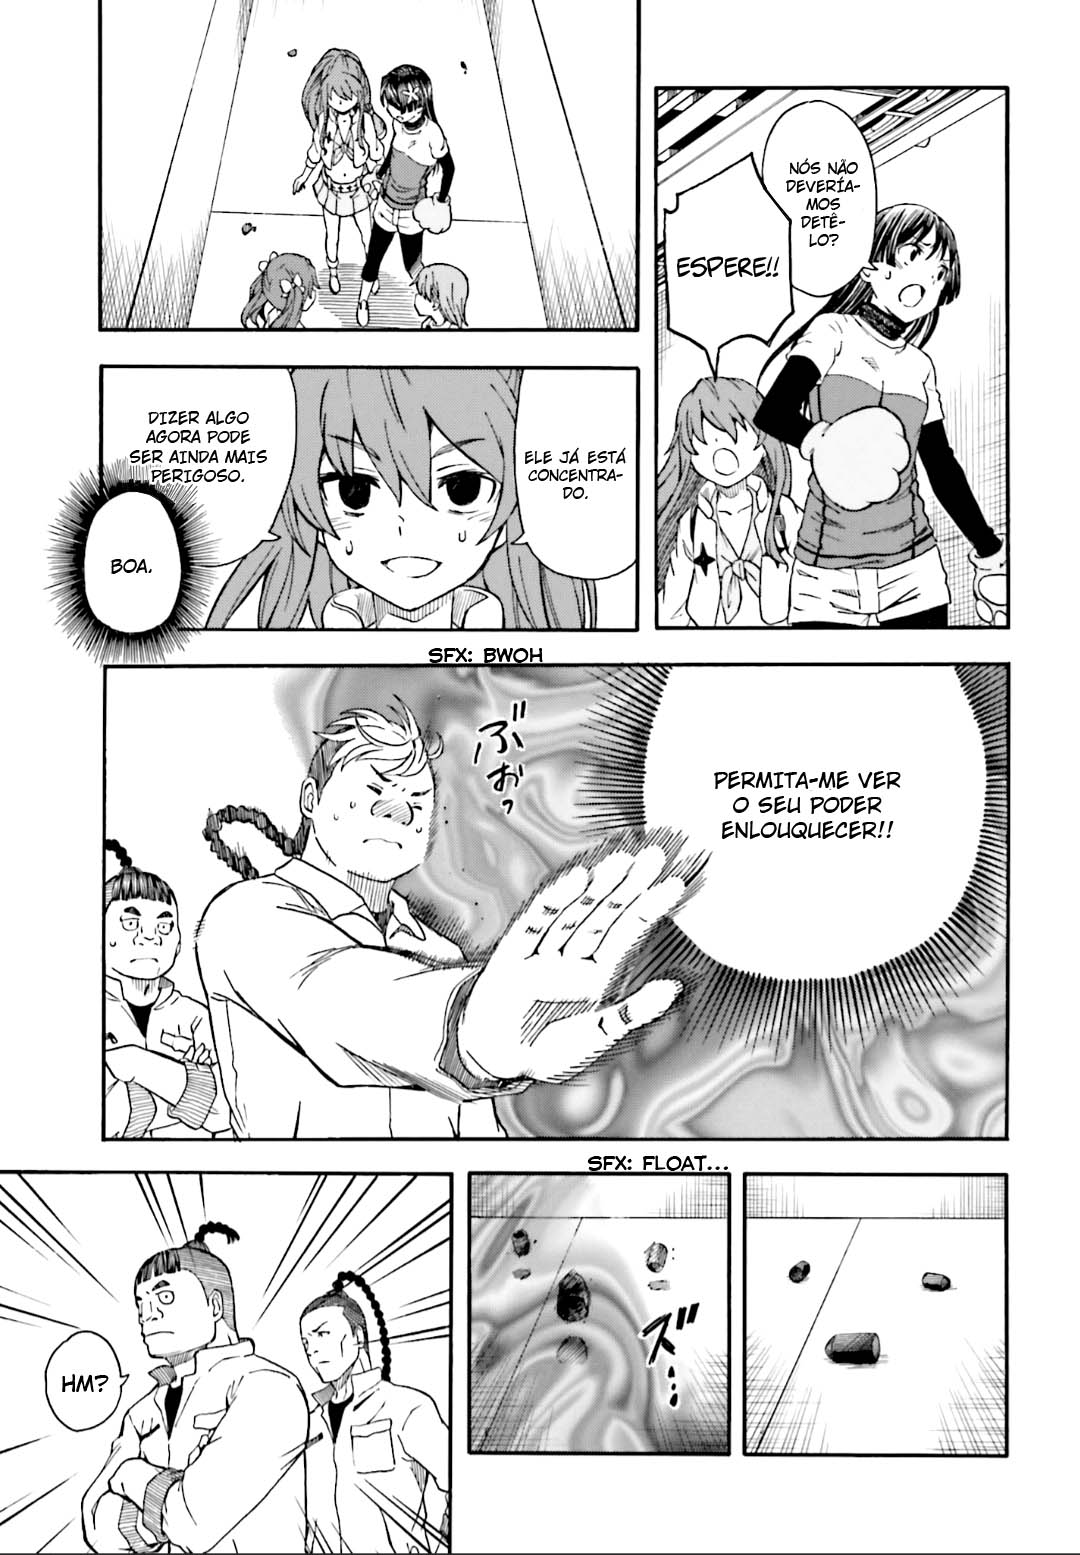 NÓS NÃO
DEVERÍA-
MOS
DETÊ-
LO?
ESPERE!!
ELE JÁ ESTÁ
CONCENTRA-
DO.
DIZER ALGO
AGORA PODE
SER AINDA MAIS
PERIGOSO.
BOA.
SFX: BWOH
ぶぉっ
PERMITA-ME VER
O SEU PODER
ENLOUQUECER!!
SFX: FLOAT...
ズ...
HM?